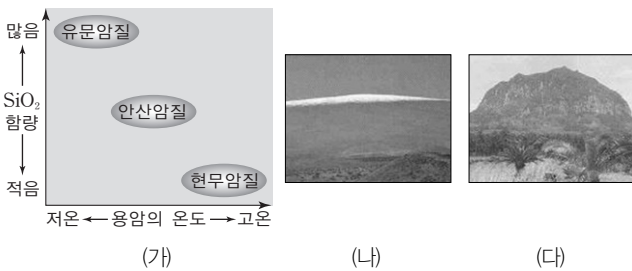 많음
SiO₂
함량
적음
유문암질
안산암질
현무암질
저온 ← 용암의 온도 → 고온
(가)
(나)
(다)